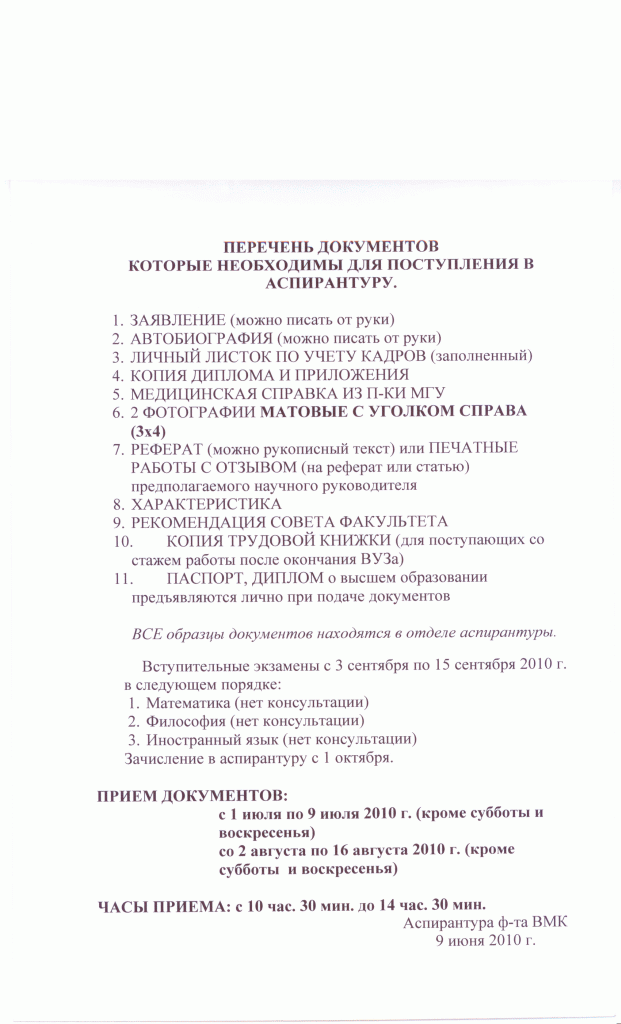 ПЕРЕЧЕНЬ ДОКУМЕНТОВ
КОТОРЫЕ НЕОБХОДИМЫ ДЛЯ ПОСТУПЛЕНИЯ В
АСПИРАНТУРУ.
1. ЗАЯВЛЕНИЕ (можно писать от руки)
2. АВТОБИОГРАФИЯ (можно писать от руки)
3. ЛИЧНЫЙ ЛИСТОК ПО УЧЕТУ КАДРОВ (заполненный)
4. КОПИЯ ДИПЛОМА И ПРИЛОЖЕНИЯ
5. МЕДИЦИНСКАЯ СПРАВКА ИЗ П-КИ МГУ
6. 2 ФОТОГРАФИИ МАТОВЫЕ С УГОЛКОМ СПРАВА
(3х4)
7. РЕФЕРАТ (можно рукописный текст) или ПЕЧАТНЫЕ
РАБОТЫ С ОТЗЫВОМ (на реферат или статью)
предполагаемого научного руководителя
8. ХАРАКТЕРИСТИКА
9. РЕКОМЕНДАЦИЯ СОВЕТА ФАКУЛЬТЕТА
10. КОПИЯ ТРУДОВОЙ КНИЖКИ (для поступающих со
стажем работы после окончания ВУЗа)
11. ПАСПОРТ, ДИПЛОМ о высшем образовании
предъявляются лично при подаче документов
ВСЕ образцы документов находятся в отделе аспирантуры.
Вступительные экзамены с 3 сентября по 15 сентября 2010 г.
в следующем порядке:
1. Математика (нет консультации)
2. Философия (нет консультации)
3. Иностранный язык (нет консультации)
Зачисление в аспирантуру с 1 октября.
ПРИЕМ ДОКУМЕНТОВ:
с 1 июля по 9 июля 2010 г. (кроме субботы и
воскресенья)
со 2 августа по 16 августа 2010 г. (кроме
субботы и воскресенья)
ЧАСЫ ПРИЕМА: с 10 час. 30 мин. до 14 час. 30 мин.
Аспирантура ф-та ВМК
9 июня 2010 г.